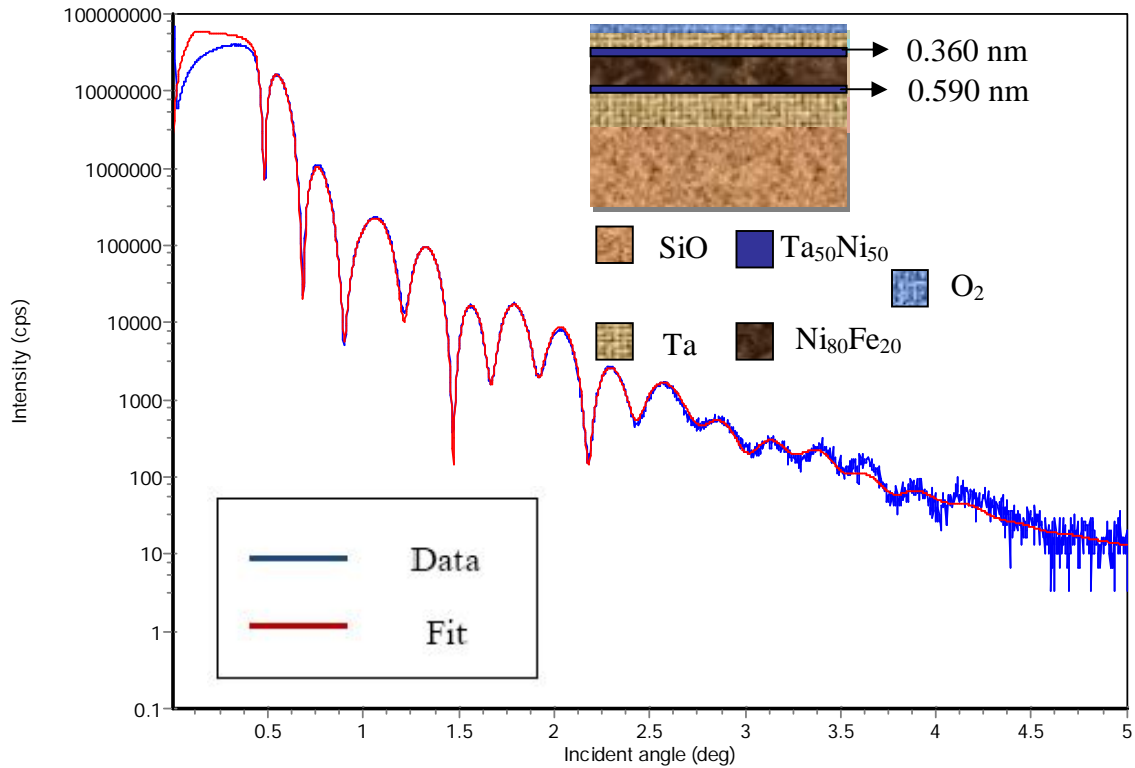 100000000
10000000
1000000
100000
10000
1000
100
10
1
0.1
Intensity (cps)
0.5
1
1.5
2
2.5
3
3.5
4
4.5
5
Incident angle (deg)
0.360 nm
0.590 nm
SiO
Ta₅₀Ni₅₀
O₂
Ta
Ni₈₀Fe₂₀
Data
Fit